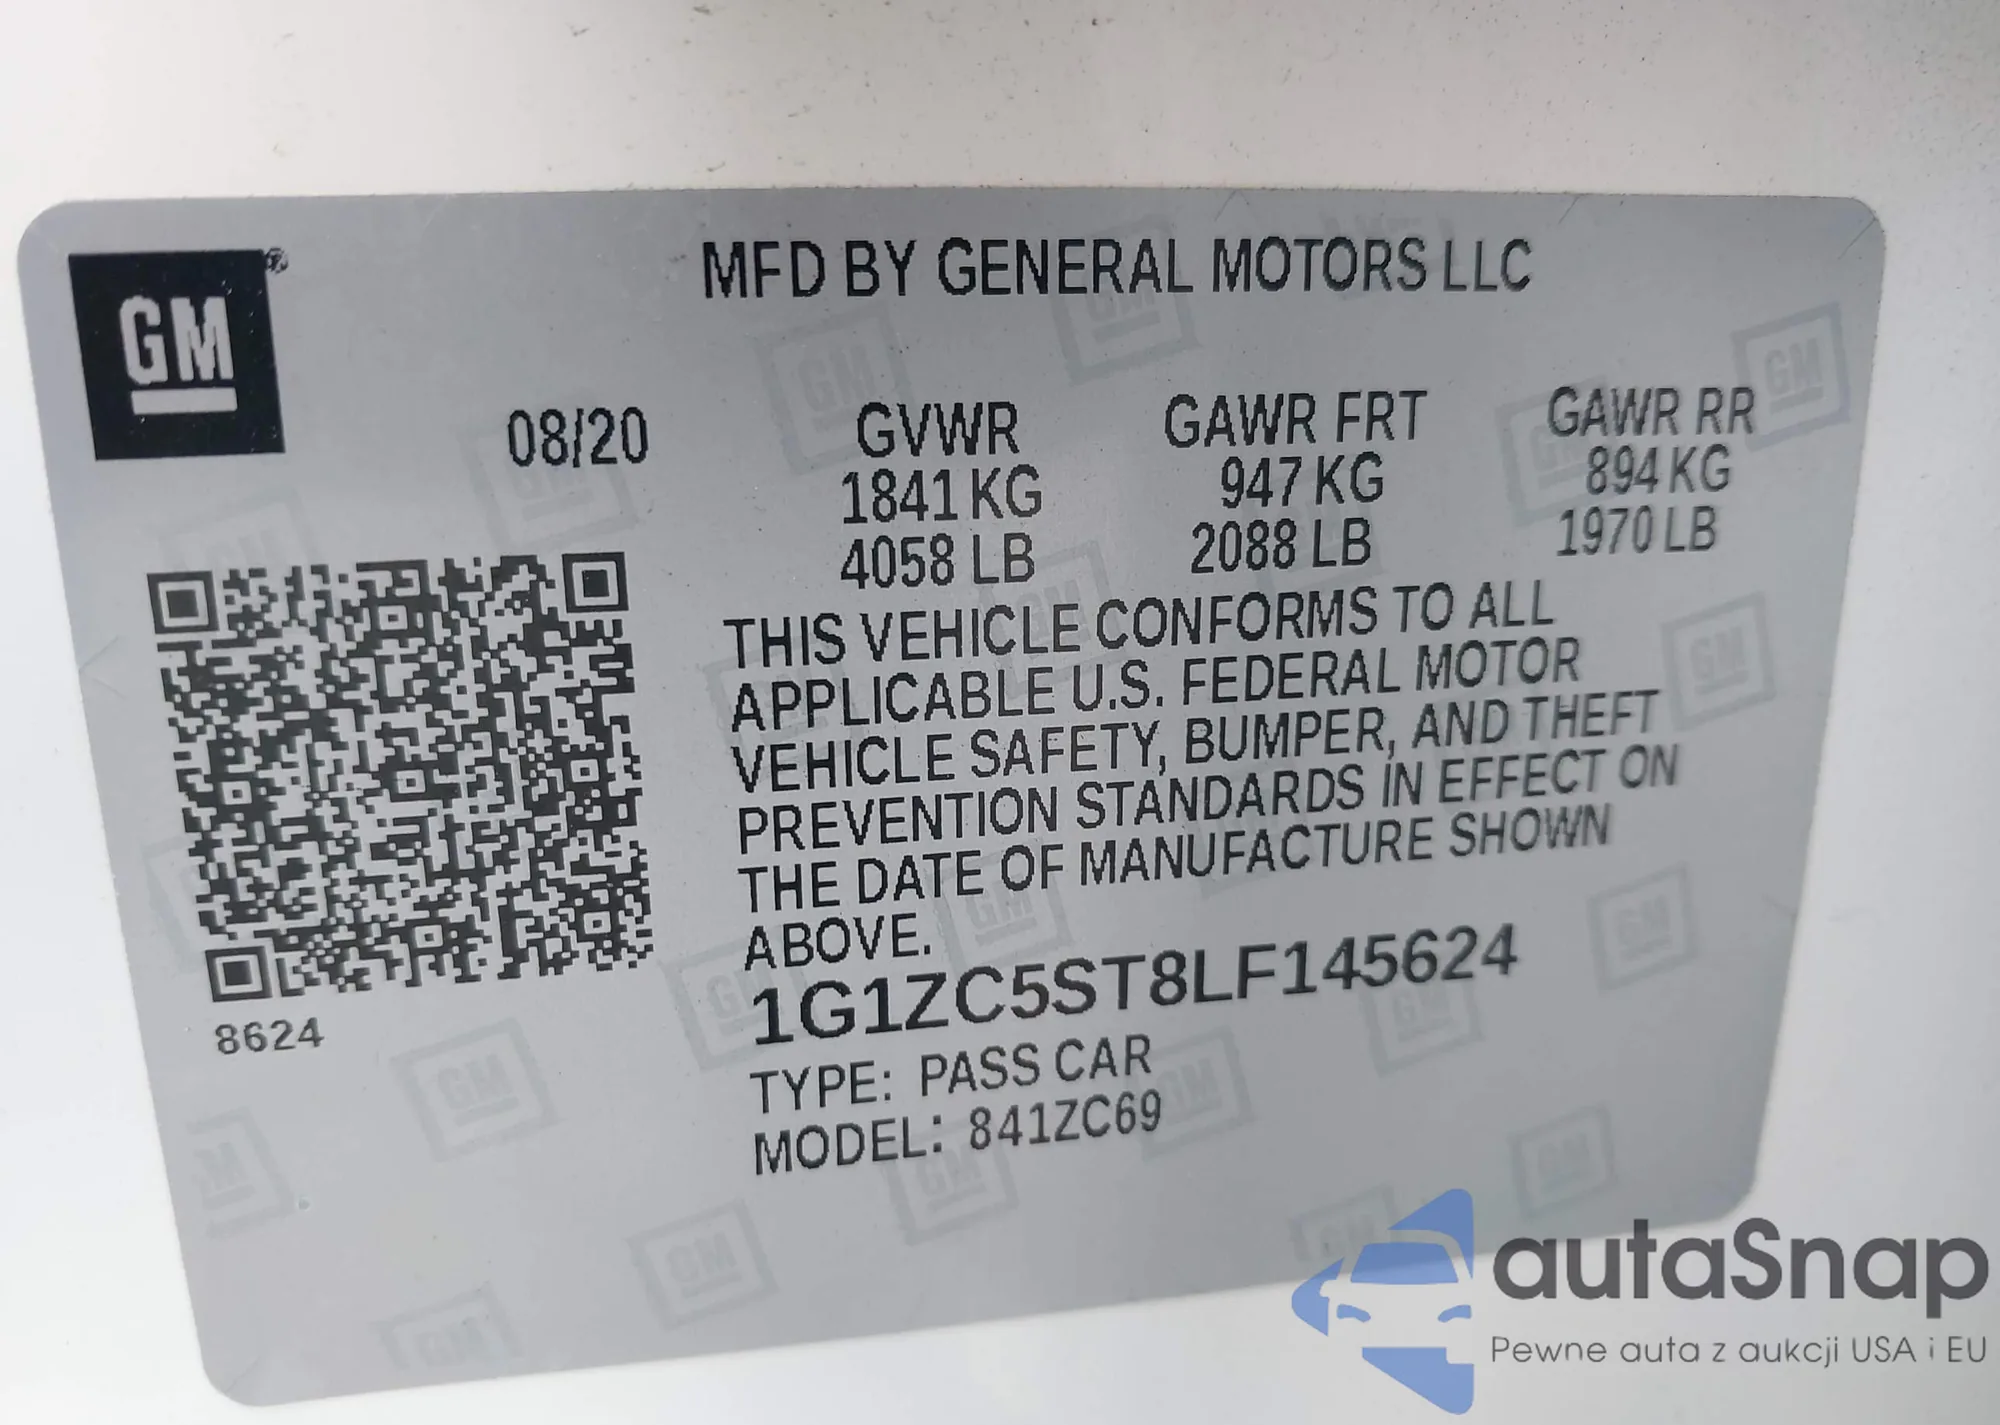 GM®
MFD BY GENERAL MOTORS LLC
08/20
GVWR
1841 KG
4058 LB
GAWR FRT
947 KG
2088 LB
GAWR RR
894 KG
1970 LB
THIS VEHICLE CONFORMS TO ALL
APPLICABLE U.S. FEDERAL MOTOR
VEHICLE SAFETY, BUMPER, AND THEFT
PREVENTION STANDARDS IN EFFECT ON
THE DATE OF MANUFACTURE SHOWN
ABOVE.
1G1ZC5ST8LF145624
TYPE: PASS CAR
MODEL: 841ZC69
8624
autaSnap
Pewne auta z aukcji USA i EU